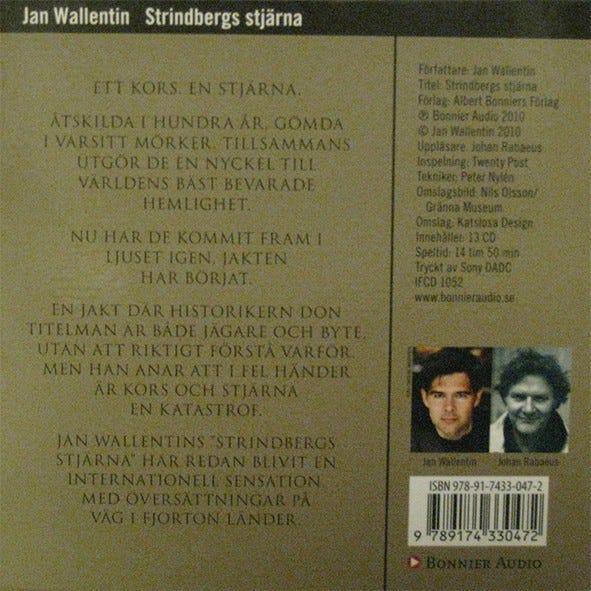 Jan Wallentin Strindbergs stjärna
ETT KORS. EN STJÄRNA.
ÅTSKILDA I HUNDRA ÅR, GÖMDA
I VARSITT MÖRKER. TILLSAMMANS
UTGÖR DE EN NYCKEL TILL
VÄRLDENS BÄST BEVARADE
HEMLIGHET.
NU HAR DE KOMMIT FRAM I
LJUSET IGEN. JAKTEN
HAR BÖRJAT.
EN JAKT DÄR HISTORIKERN DON
TITELMAN ÄR BÅDE JÄGARE OCH BYTE,
UTAN ATT RIKTIGT FÖRSTÅ VARFÖR.
MEN HAN ANAR ATT I FEL HÄNDER
ÄR KORS OCH STJÄRNA
EN KATASTROF.
JAN WALLENTINS "STRINDBERGS
STJÄRNA" HAR REDAN BLIVIT EN
INTERNATIONELL SENSATION
MED ÖVERSÄTTNINGAR PÅ
VÄG I FJORTON LÄNDER.
Författare: Jan Wallentin
Titel: Strindbergs stjärna
Förlag: Albert Bonniers Förlag
℗ Bonnier Audio 2010
© Jan Wallentin 2010
Uppläsare: Johan Rabaeus
Inspelning: Twenty Post
Tekniker: Peter Nylén
Omslagsbild: Nils Olsson/
Gränna Museum
Omslag: Katslosa Design
Innehåller: 13 CD
Speltid: 14 tim 50 min
Tryckt av Sony DADC
IFCD 1052
www.bonnieraudio.se
Jan Wallentin
Johan Rabaeus
ISBN 978-91-7433-047-2
9 789174 330472
BONNIER AUDIO